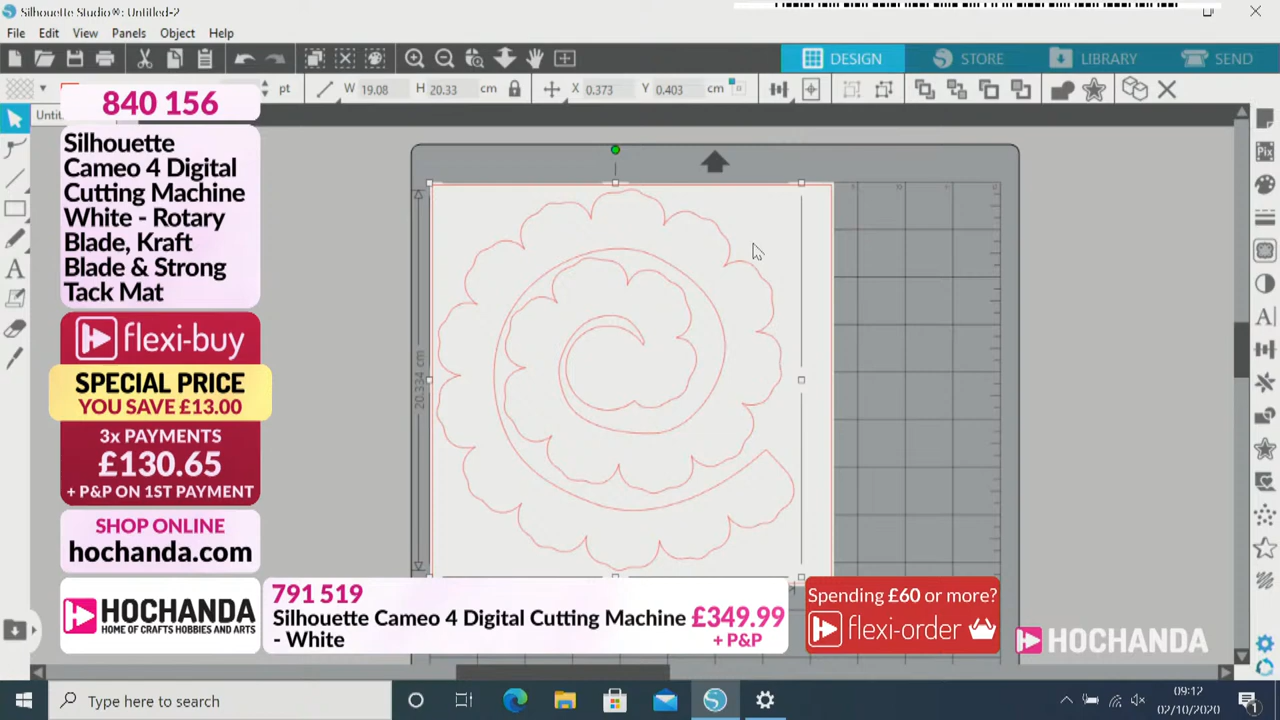 Silhouette Studio®: Untitled-2
File Edit View Panels Object Help
DESIGN STORE LIBRARY SEND
pt W 19.08 H 20.33 cm X 0.373 Y 0.403 cm
840 156
Silhouette
Cameo 4 Digital
Cutting Machine
White - Rotary
Blade, Kraft
Blade & Strong
Tack Mat
flexi-buy
SPECIAL PRICE
YOU SAVE £13.00
3x PAYMENTS
£130.65
+ P&P ON 1ST PAYMENT
SHOP ONLINE
hochanda.com
20.334 cm
HOCHANDA
HOME OF CRAFTS HOBBIES AND ARTS
791 519
Silhouette Cameo 4 Digital Cutting Machine
- White
£349.99
+ P&P
Spending £60 or more?
flexi-order
HOCHANDA
Type here to search
09:12
02/10/2020